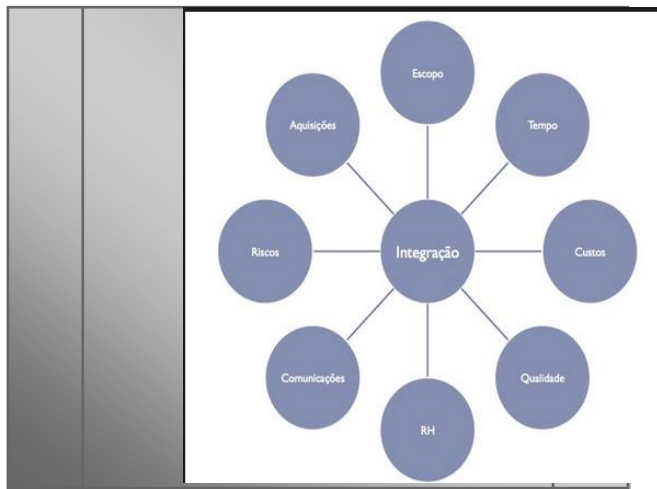 Escopo
Aquisições
Tempo
Riscos
Integração
Custos
Comunicações
Qualidade
RH